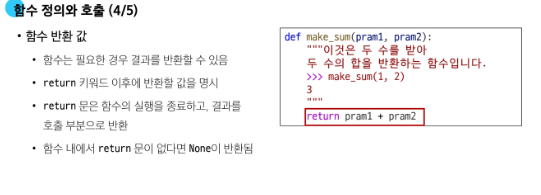 함수 정의와 호출 (4/5)
• 함수 반환 값
• 함수는 필요한 경우 결과를 반환할 수 있음
• return 키워드 이후에 반환할 값을 명시
• return 문은 함수의 실행을 종료하고, 결과를
호출 부분으로 반환
• 함수 내에서 return 문이 없다면 None이 반환됨
def make_sum(pram1, pram2):
"""이것은 두 수를 받아
두 수의 합을 반환하는 함수입니다.
>>> make_sum(1, 2)
3
"""
return pram1 + pram2